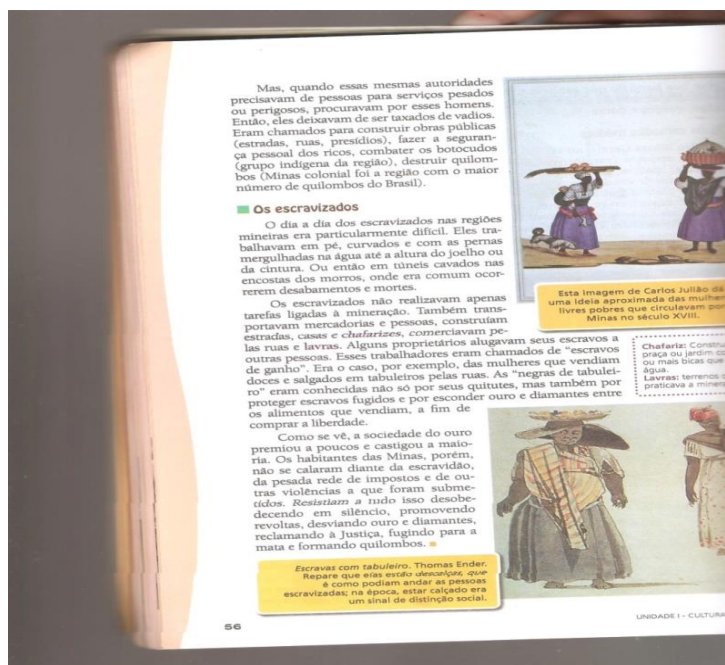 Mas, quando essas mesmas autoridades
precisavam de pessoas para serviços pesados
ou perigosos, procuravam por esses homens.
Então, eles deixavam de ser taxados de vadios.
Eram chamados para construir obras públicas
(estradas, ruas, presídios), fazer a seguran-
ça pessoal dos ricos, combater os botocudos
(grupo indígena da região), destruir quilom-
bos (Minas colonial foi a região com o maior
número de quilombos do Brasil).
Os escravizados
O dia a dia dos escravizados nas regiões
mineiras era particularmente difícil. Eles tra-
balhavam em pé, curvados e com as pernas
mergulhadas na água até a altura do joelho ou
da cintura. Ou então em túneis cavados nas
encostas dos morros, onde era comum ocor-
rerem desabamentos e mortes.
Os escravizados não realizavam apenas
tarefas ligadas à mineração. Também trans-
portavam mercadorias e pessoas, construíam
estradas, casas e chafarizes, comerciavam pe-
las ruas e lavras. Alguns proprietários alugavam seus escravos a
outras pessoas. Esses trabalhadores eram chamados de “escravos
de ganho”. Era o caso, por exemplo, das mulheres que vendiam
doces e salgados em tabuleiros pelas ruas. As “negras de tabulei-
ro” eram conhecidas não só por seus quitutes, mas também por
proteger escravos fugidos e por esconder ouro e diamantes entre
os alimentos que vendiam, a fim de
comprar a liberdade.
Como se vê, a sociedade do ouro
premiou a poucos e castigou a maio-
ria. Os habitantes das Minas, porém,
não se calaram diante da escravidão,
da pesada rede de impostos e de ou-
tras violências a que foram subme-
tidos. Resistiam a tudo isso desobe-
decendo em silêncio, promovendo
revoltas, desviando ouro e diamantes,
reclamando à Justiça, fugindo para a
mata e formando quilombos.
Esta imagem de Carlos Julião dá
uma ideia aproximada das mulhe
livres pobres que circulavam po
Minas no século XVIII.
Chafariz: Constru
praça ou jardim co
ou mais bicas que
água.
Lavras: terrenos o
praticava a miner
Escravas com tabuleiro. Thomas Ender.
Repare que elas estão descalças, que
é como podiam andar as pessoas
escravizadas; na época, estar calçado era
um sinal de distinção social.
56
UNIDADE I - CULTURA